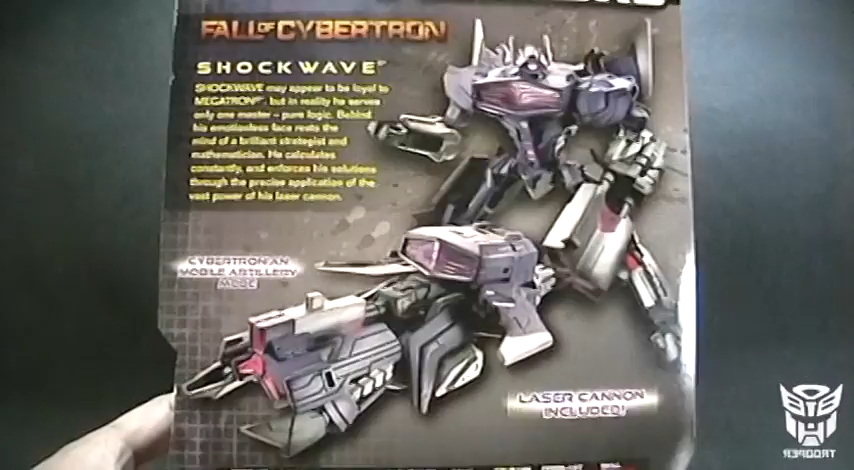 FALL OF CYBERTRON
SHOCKWAVE
SHOCKWAVE may appear to be loyal to
MEGATRON, but in reality he serves
only one master – pure logic. Behind
his emotionless face rests the
mind of a brilliant strategist and
mathematician. He calculates
constantly, and enforces his solutions
through the precise application of the
vast power of his laser cannon.
CYBERTRONIAN
MOBILE ARTILLERY
MODE
LASER CANNON
INCLUDED!
TROOPER